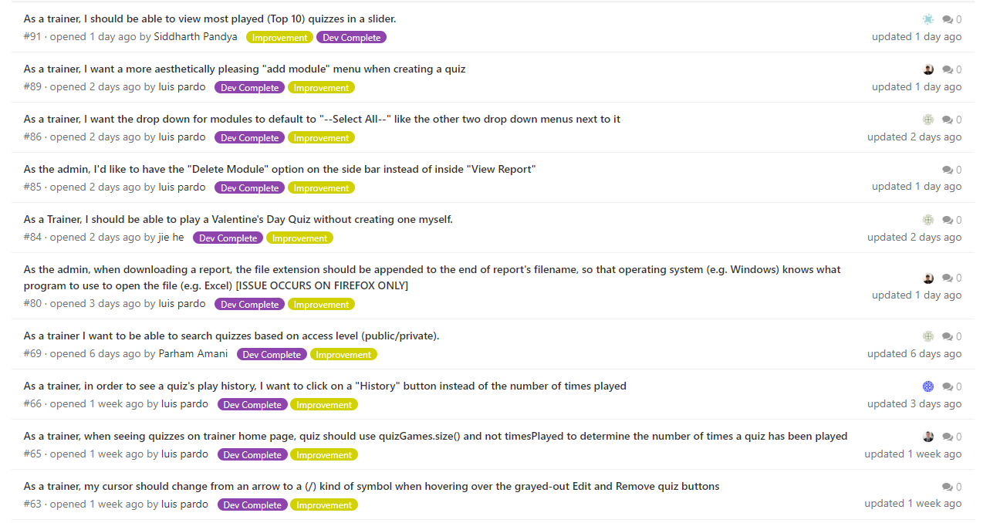 As a trainer, I should be able to view most played (Top 10) quizzes in a slider.
0
#91 · opened 1 day ago by Siddharth Pandya Improvement Dev Complete
updated 1 day ago
As a trainer, I want a more aesthetically pleasing "add module" menu when creating a quiz
0
#89 · opened 2 days ago by luis pardo Dev Complete Improvement
updated 1 day ago
As a trainer, I want the drop down for modules to default to "--Select All--" like the other two drop down menus next to it
0
#86 · opened 2 days ago by luis pardo Dev Complete Improvement
updated 2 days ago
As the admin, I'd like to have the "Delete Module" option on the side bar instead of inside "View Report"
0
#85 · opened 2 days ago by luis pardo Dev Complete Improvement
updated 1 day ago
As a Trainer, I should be able to play a Valentine's Day Quiz without creating one myself.
0
#84 · opened 2 days ago by jie he Dev Complete Improvement
updated 2 days ago
As the admin, when downloading a report, the file extension should be appended to the end of report's filename, so that operating system (e.g. Windows) knows what
program to use to open the file (e.g. Excel) [ISSUE OCCURS ON FIREFOX ONLY]
0
#80 · opened 3 days ago by luis pardo Dev Complete Improvement
updated 1 day ago
As a trainer I want to be able to search quizzes based on access level (public/private).
0
#69 · opened 6 days ago by Parham Amani Dev Complete Improvement
updated 6 days ago
As a trainer, in order to see a quiz's play history, I want to click on a "History" button instead of the number of times played
0
#66 · opened 1 week ago by luis pardo Dev Complete Improvement
updated 3 days ago
As a trainer, when seeing quizzes on trainer home page, quiz should use quizGames.size() and not timesPlayed to determine the number of times a quiz has been played
0
#65 · opened 1 week ago by luis pardo Dev Complete Improvement
updated 1 week ago
As a trainer, my cursor should change from an arrow to a (/) kind of symbol when hovering over the grayed-out Edit and Remove quiz buttons
0
#63 · opened 1 week ago by luis pardo Dev Complete Improvement
updated 1 week ago